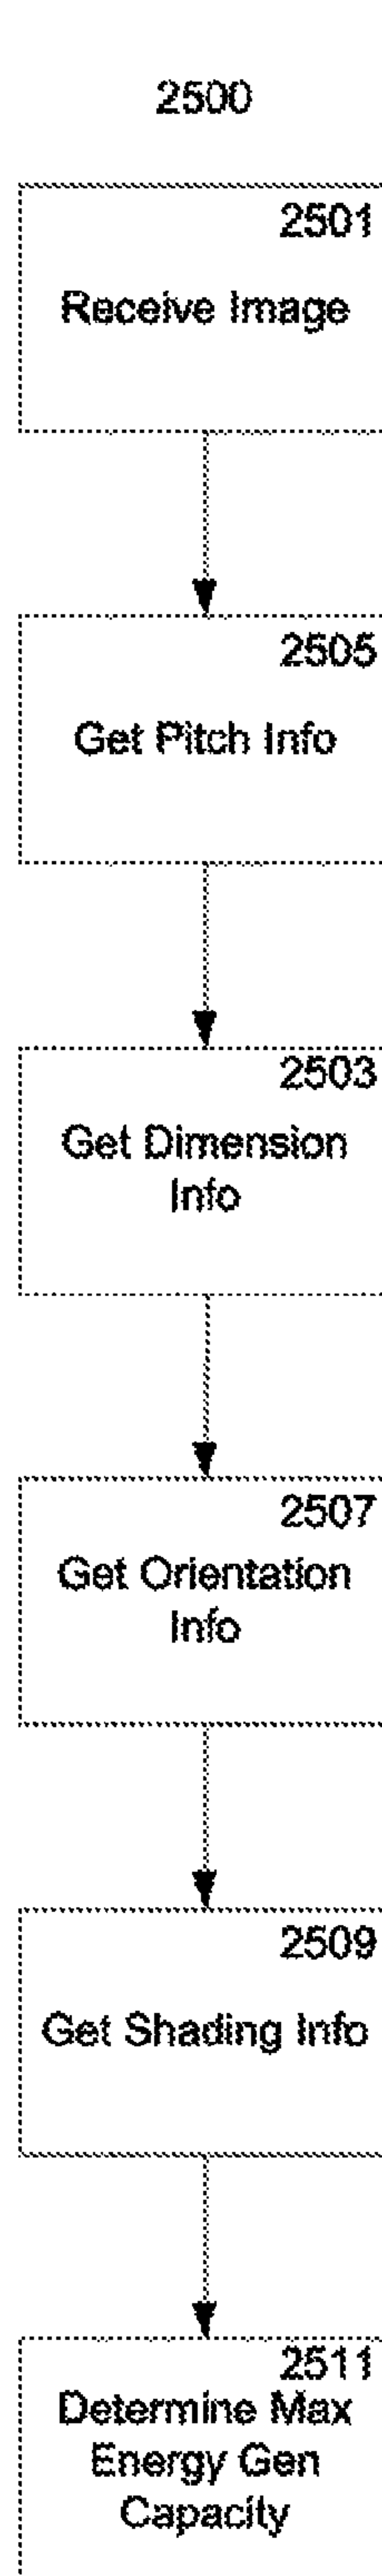 2500
2501
Receive Image
2505
Get Pitch Info
2503
Get Dimension
Info
2507
Get Orientation
Info
2509
Get Shading Info
2511
Determine Max
Energy Gen
Capacity